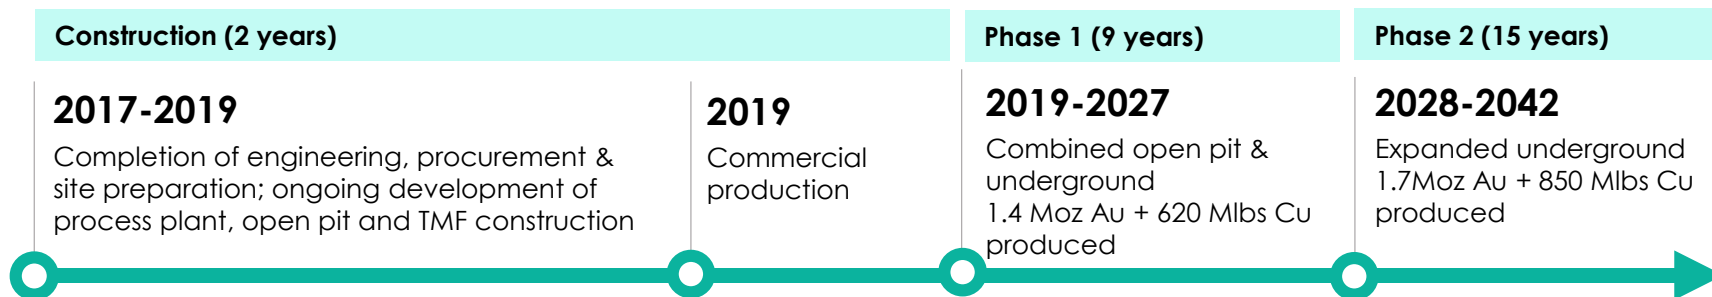 Construction (2 years)
2017-2019
Completion of engineering, procurement &
site preparation; ongoing development of
process plant, open pit and TMF construction
2019
Commercial
production
Phase 1 (9 years)
2019-2027
Combined open pit &
underground
1.4 Moz Au + 620 Mlbs Cu
produced
Phase 2 (15 years)
2028-2042
Expanded underground
1.7Moz Au + 850 Mlbs Cu
produced